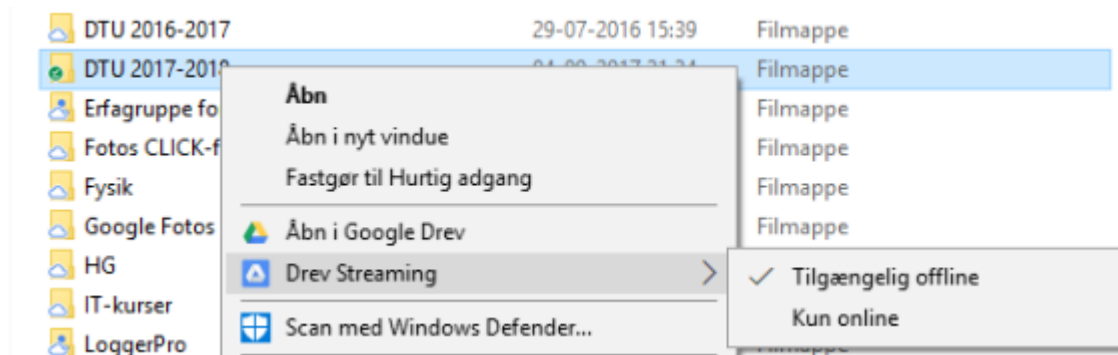 DTU 2016-2017 29-07-2016 15:39 Filmappe
DTU 2017-2018 Filmappe
Erfagruppe fo Filmappe
Fotos CLICK-f Filmappe
Fysik Filmappe
Google Fotos Filmappe
HG
IT-kurser
LoggerPro
Åbn
Åbn i nyt vindue
Fastgør til Hurtig adgang
Åbn i Google Drev
Drev Streaming
Scan med Windows Defender...
Tilgængelig offline
Kun online